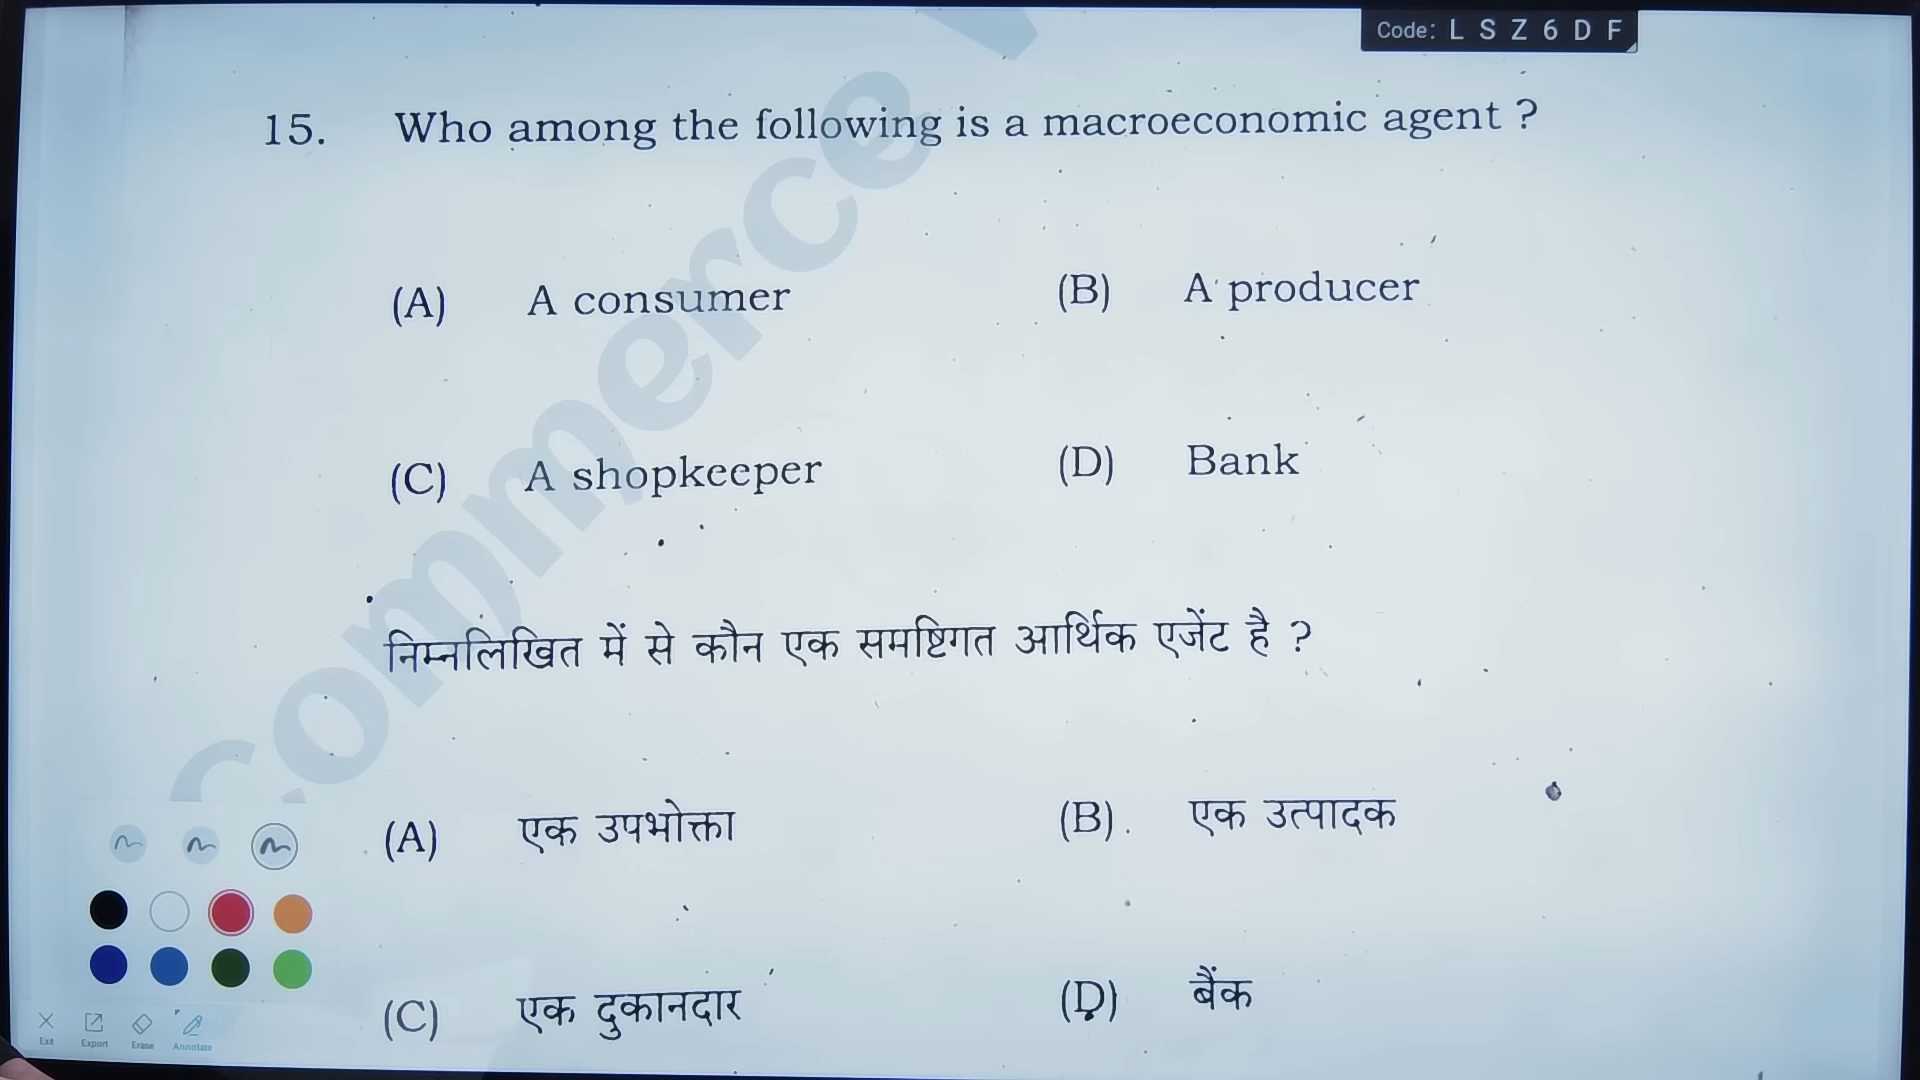 Code: L S Z 6 D F
15. Who among the following is a macroeconomic agent ?
(A) A consumer (B) A producer
(C) A shopkeeper (D) Bank
निम्नलिखित में से कौन एक समष्टिगत आर्थिक एजेंट है ?
(A) एक उपभोक्ता (B). एक उत्पादक
(C) एक दुकानदार (D) बैंक
Commerce
Exit Export Erase Annotate